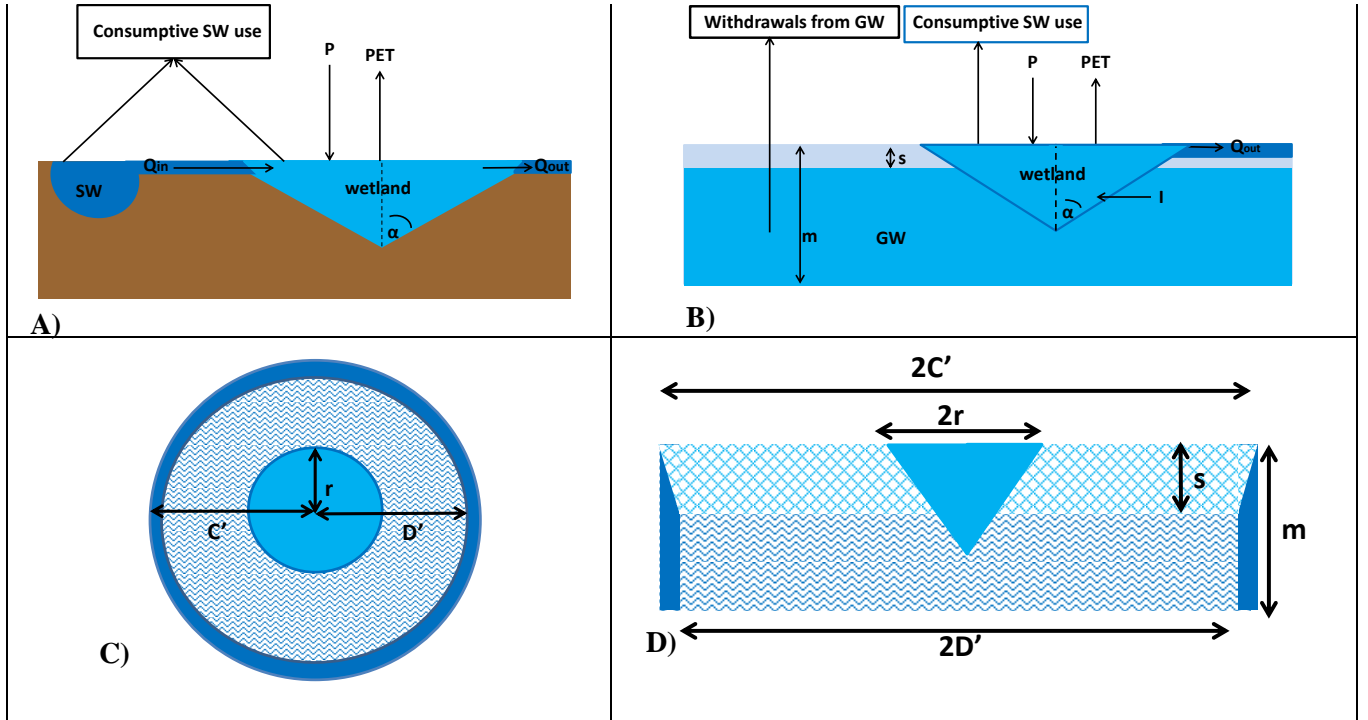 Consumptive SW use
P
PET
Qin
Qout
SW
wetland
α
A)
Withdrawals from GW
Consumptive SW use
P
PET
Qout
s
wetland
α
I
m
GW
B)
r
C’
D’
C)
2C’
2r
s
m
2D’
D)